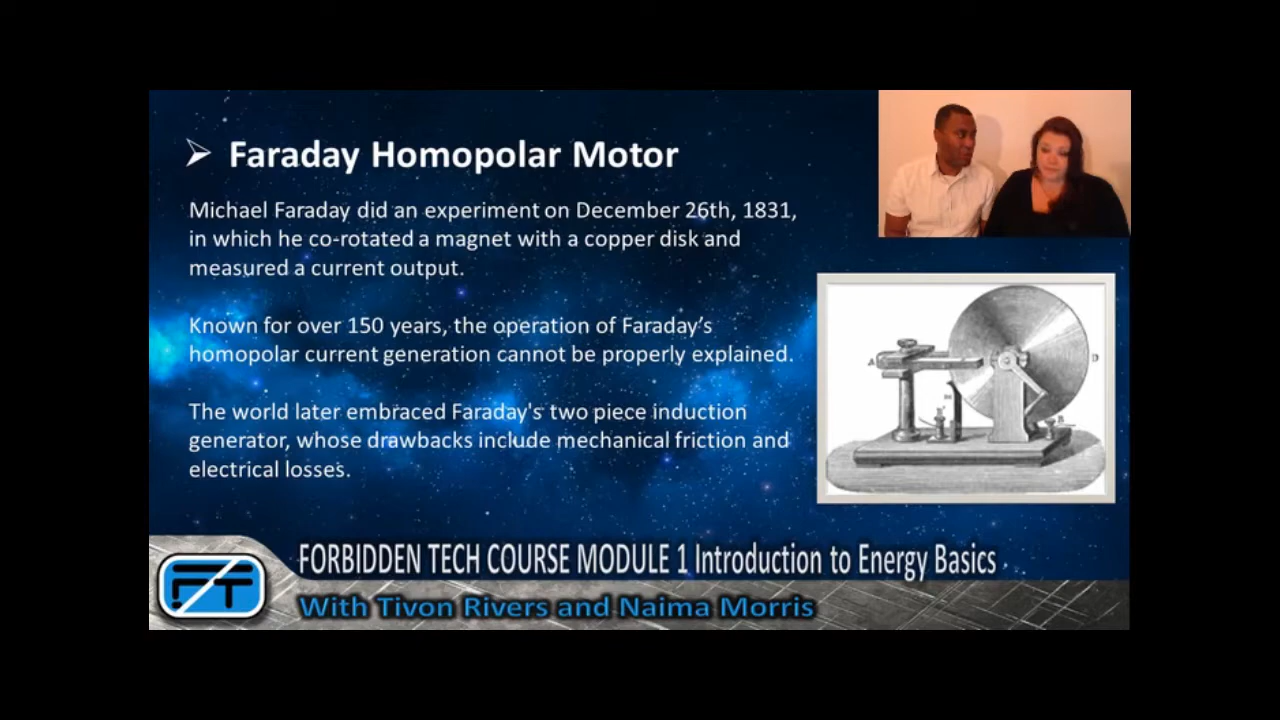 Faraday Homopolar Motor
Michael Faraday did an experiment on December 26th, 1831,
in which he co-rotated a magnet with a copper disk and
measured a current output.
Known for over 150 years, the operation of Faraday’s
homopolar current generation cannot be properly explained.
The world later embraced Faraday's two piece induction
generator, whose drawbacks include mechanical friction and
electrical losses.
A
D
B
FORBIDDEN TECH COURSE MODULE 1 Introduction to Energy Basics
FT
With Tivon Rivers and Naima Morris